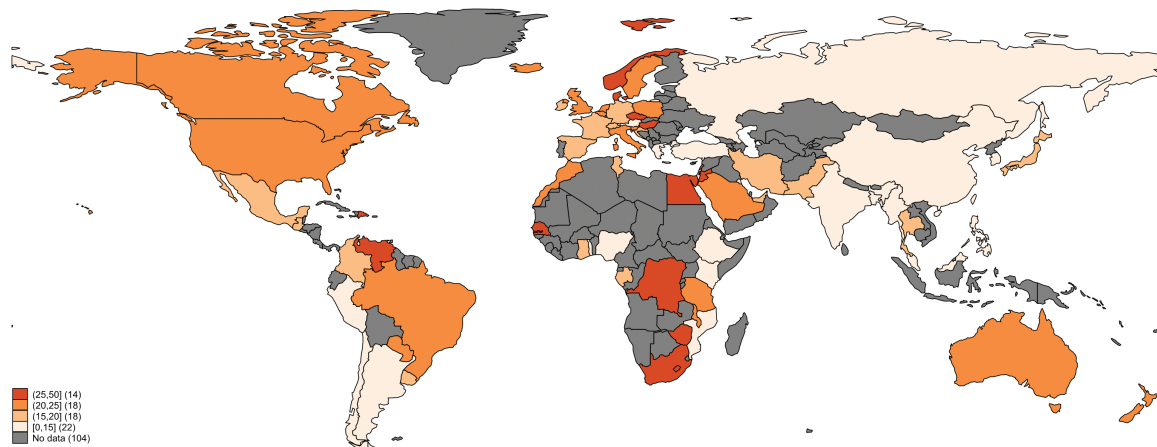 (25,50] (14)
(20,25] (18)
(15,20] (18)
[0,15] (22)
No data (104)